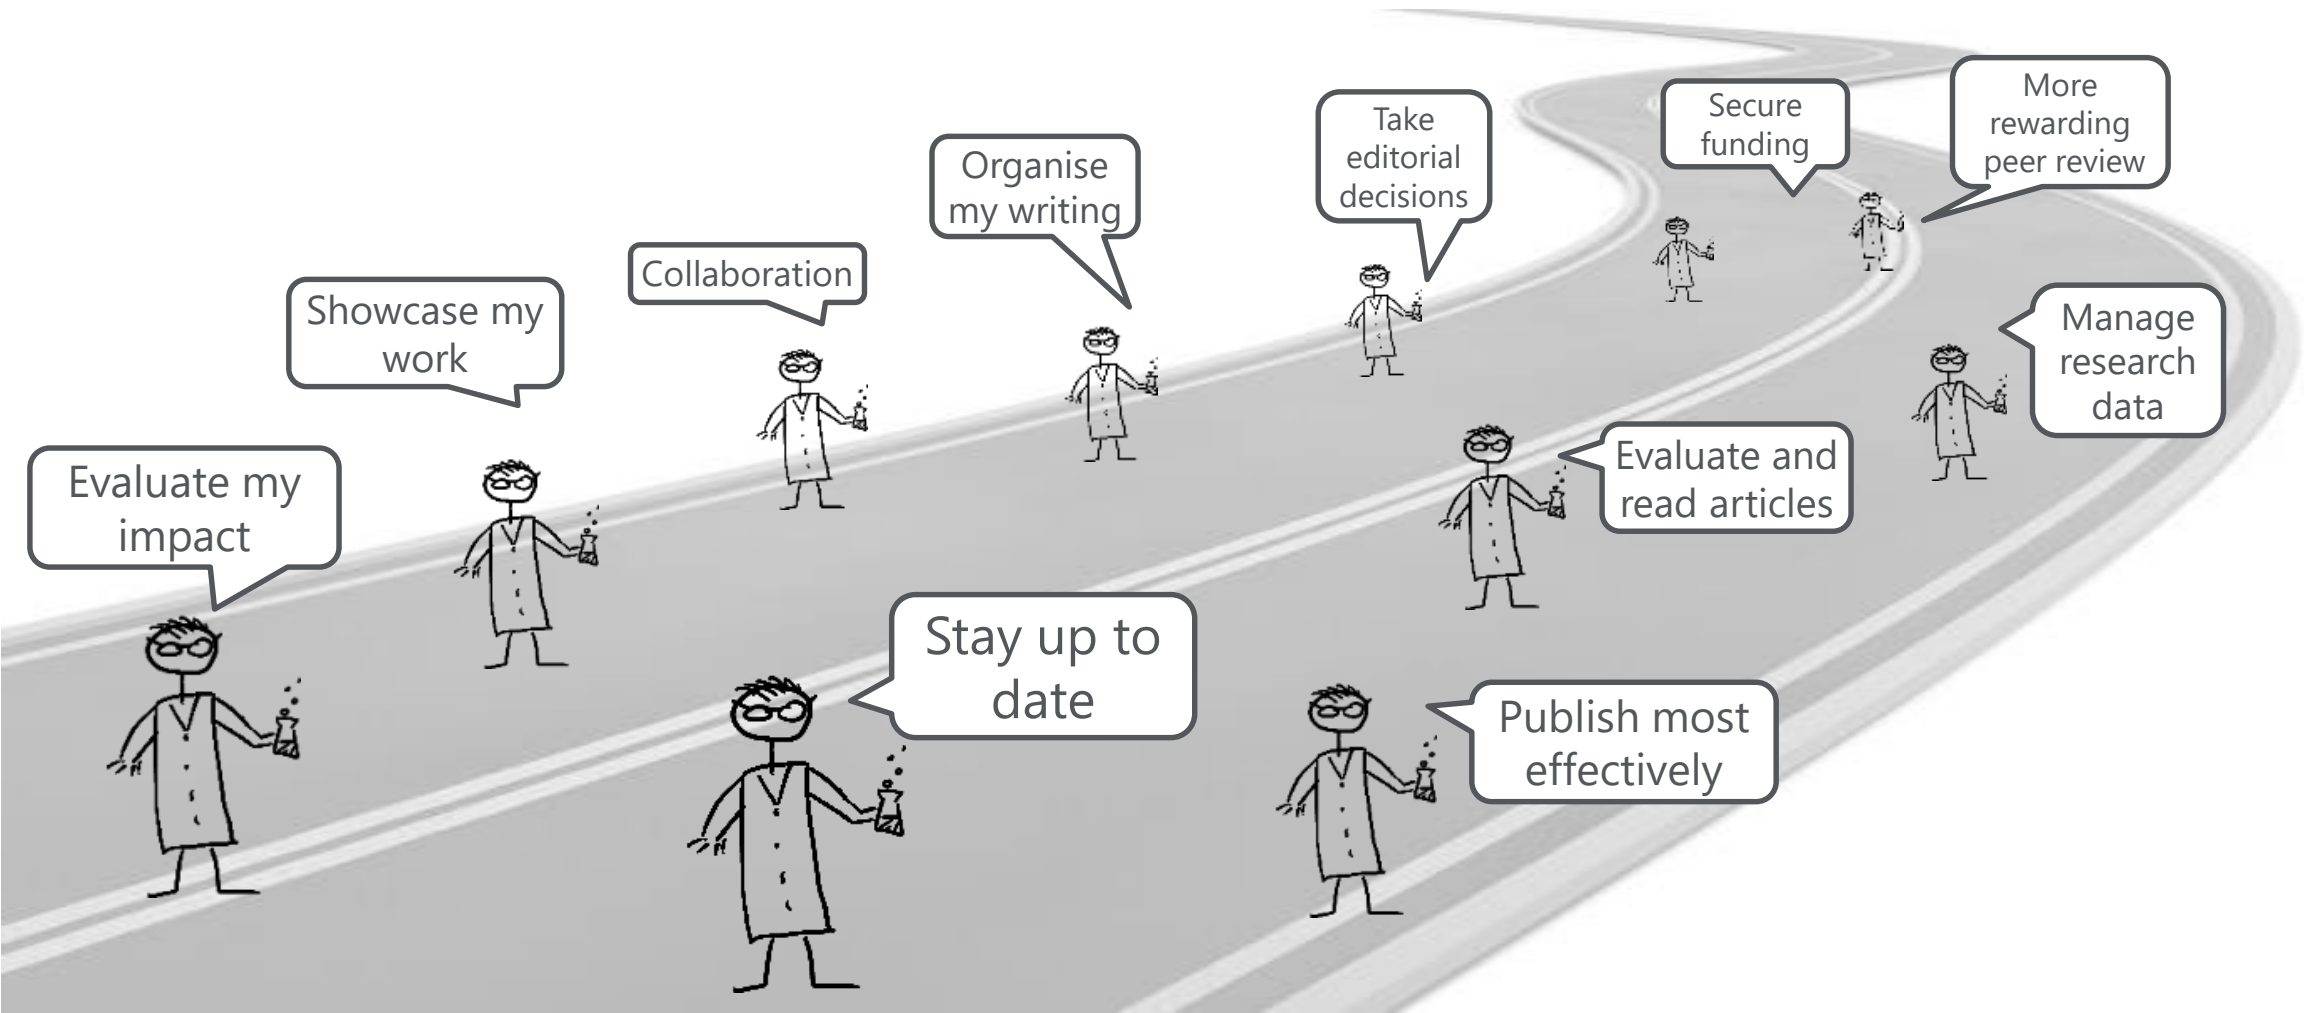 Evaluate my
impact
Showcase my
work
Collaboration
Organise
my writing
Take
editorial
decisions
Secure
funding
More
rewarding
peer review
Manage
research
data
Evaluate and
read articles
Stay up to
date
Publish most
effectively